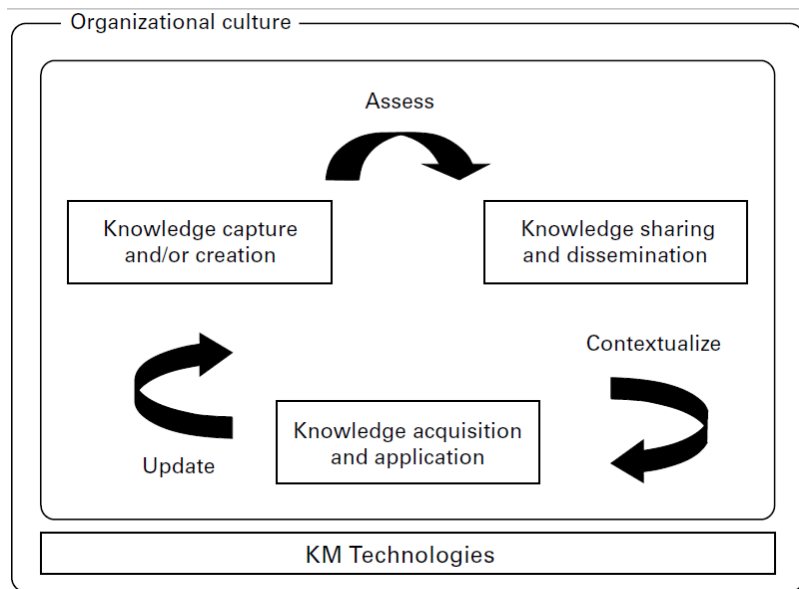 Organizational culture
Assess
Knowledge capture
and/or creation
Knowledge sharing
and dissemination
Contextualize
Knowledge acquisition
and application
Update
KM Technologies